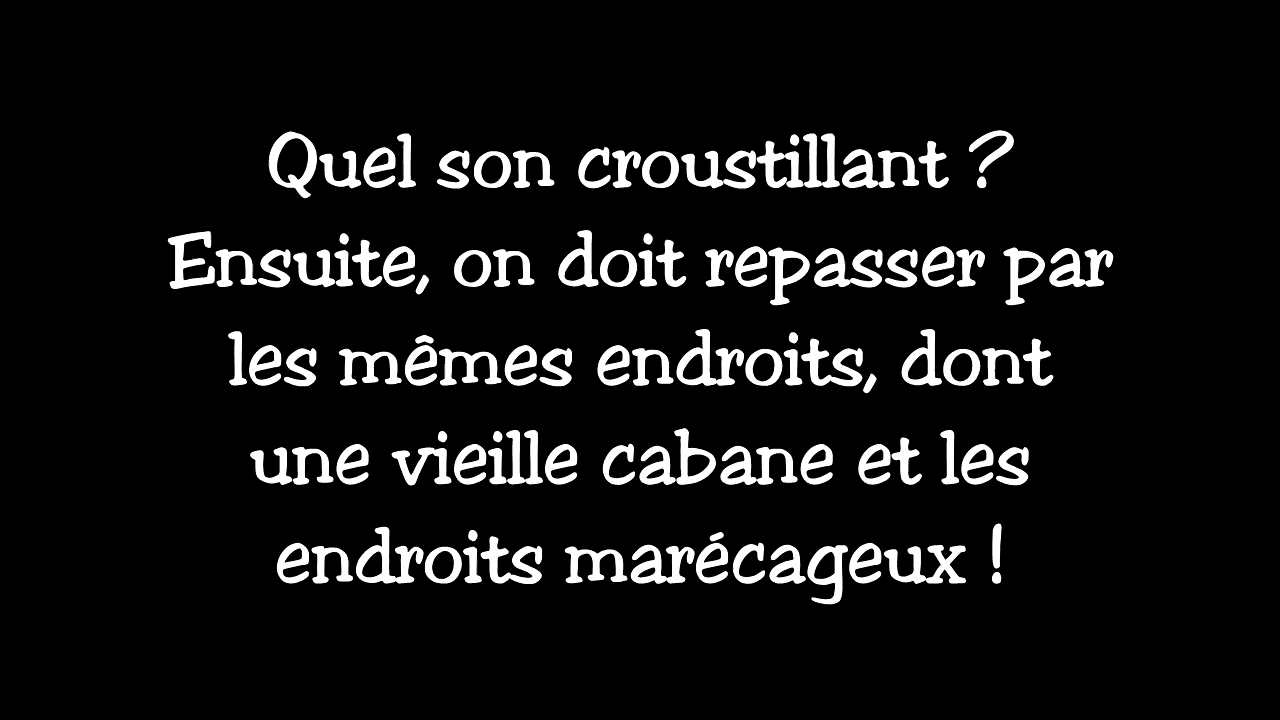 Quel son croustillant ?
Ensuite, on doit repasser par
les mêmes endroits, dont
une vieille cabane et les
endroits marécageux !